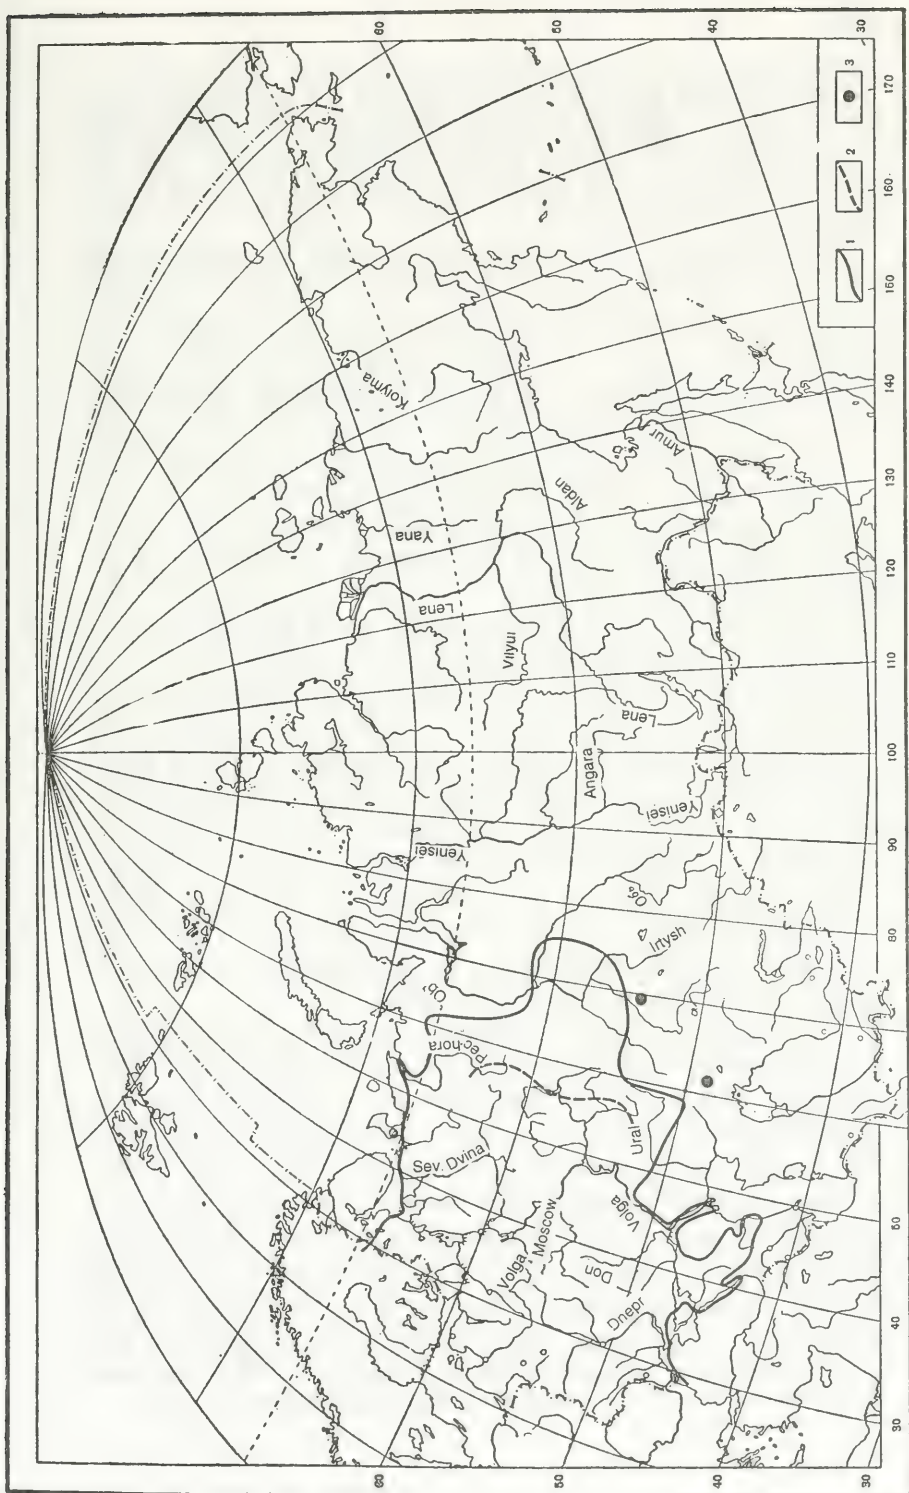 60
50
40
30
3
2
1
170
160
150
140
130
120
110
100
90
80
50
40
30
Kolyma
Amur
Aldan
Yana
Lena
Vilyui
Lena
Angara
Yenisei
Yenisei
Ob'
Irtysh
Ob'
Pechora
Ural
Sev. Dvina
Volga
Volga
Moscow
Don
Dnepr
60
50
40
30